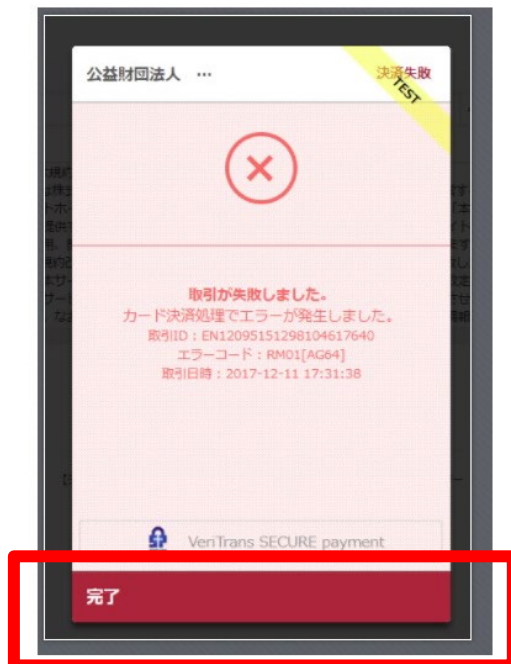 公益財団法人 …
決済失敗
TEST
取引が失敗しました。
カード決済処理でエラーが発生しました。
取引ID : EN12095151298104617640
エラーコード : RM01[AG64]
取引日時 : 2017-12-11 17:31:38
VeriTrans SECURE payment
完了